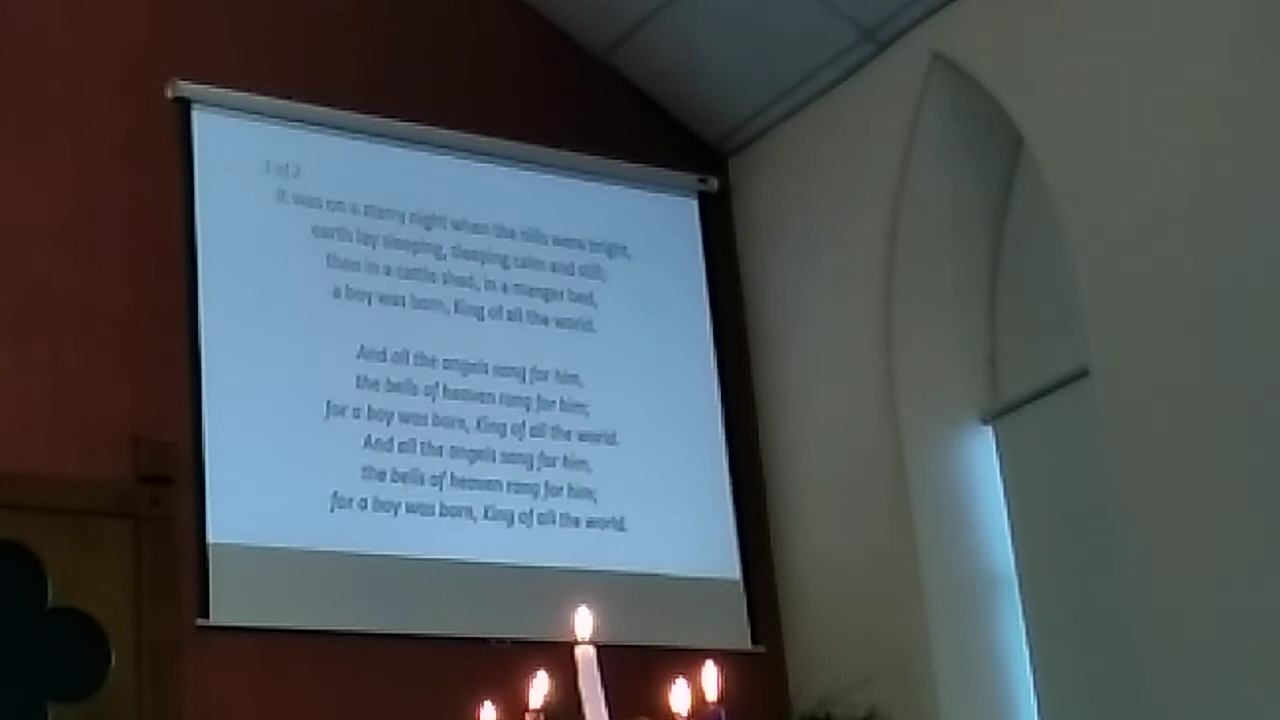 1 of 2
It was on a starry night when the hills were bright,
earth lay sleeping, sleeping calm and still;
then in a cattle shed, in a manger bed,
a boy was born, King of all the world.
And all the angels sang for him,
the bells of heaven rang for him;
for a boy was born, King of all the world.
And all the angels sang for him,
the bells of heaven rang for him;
for a boy was born, King of all the world.